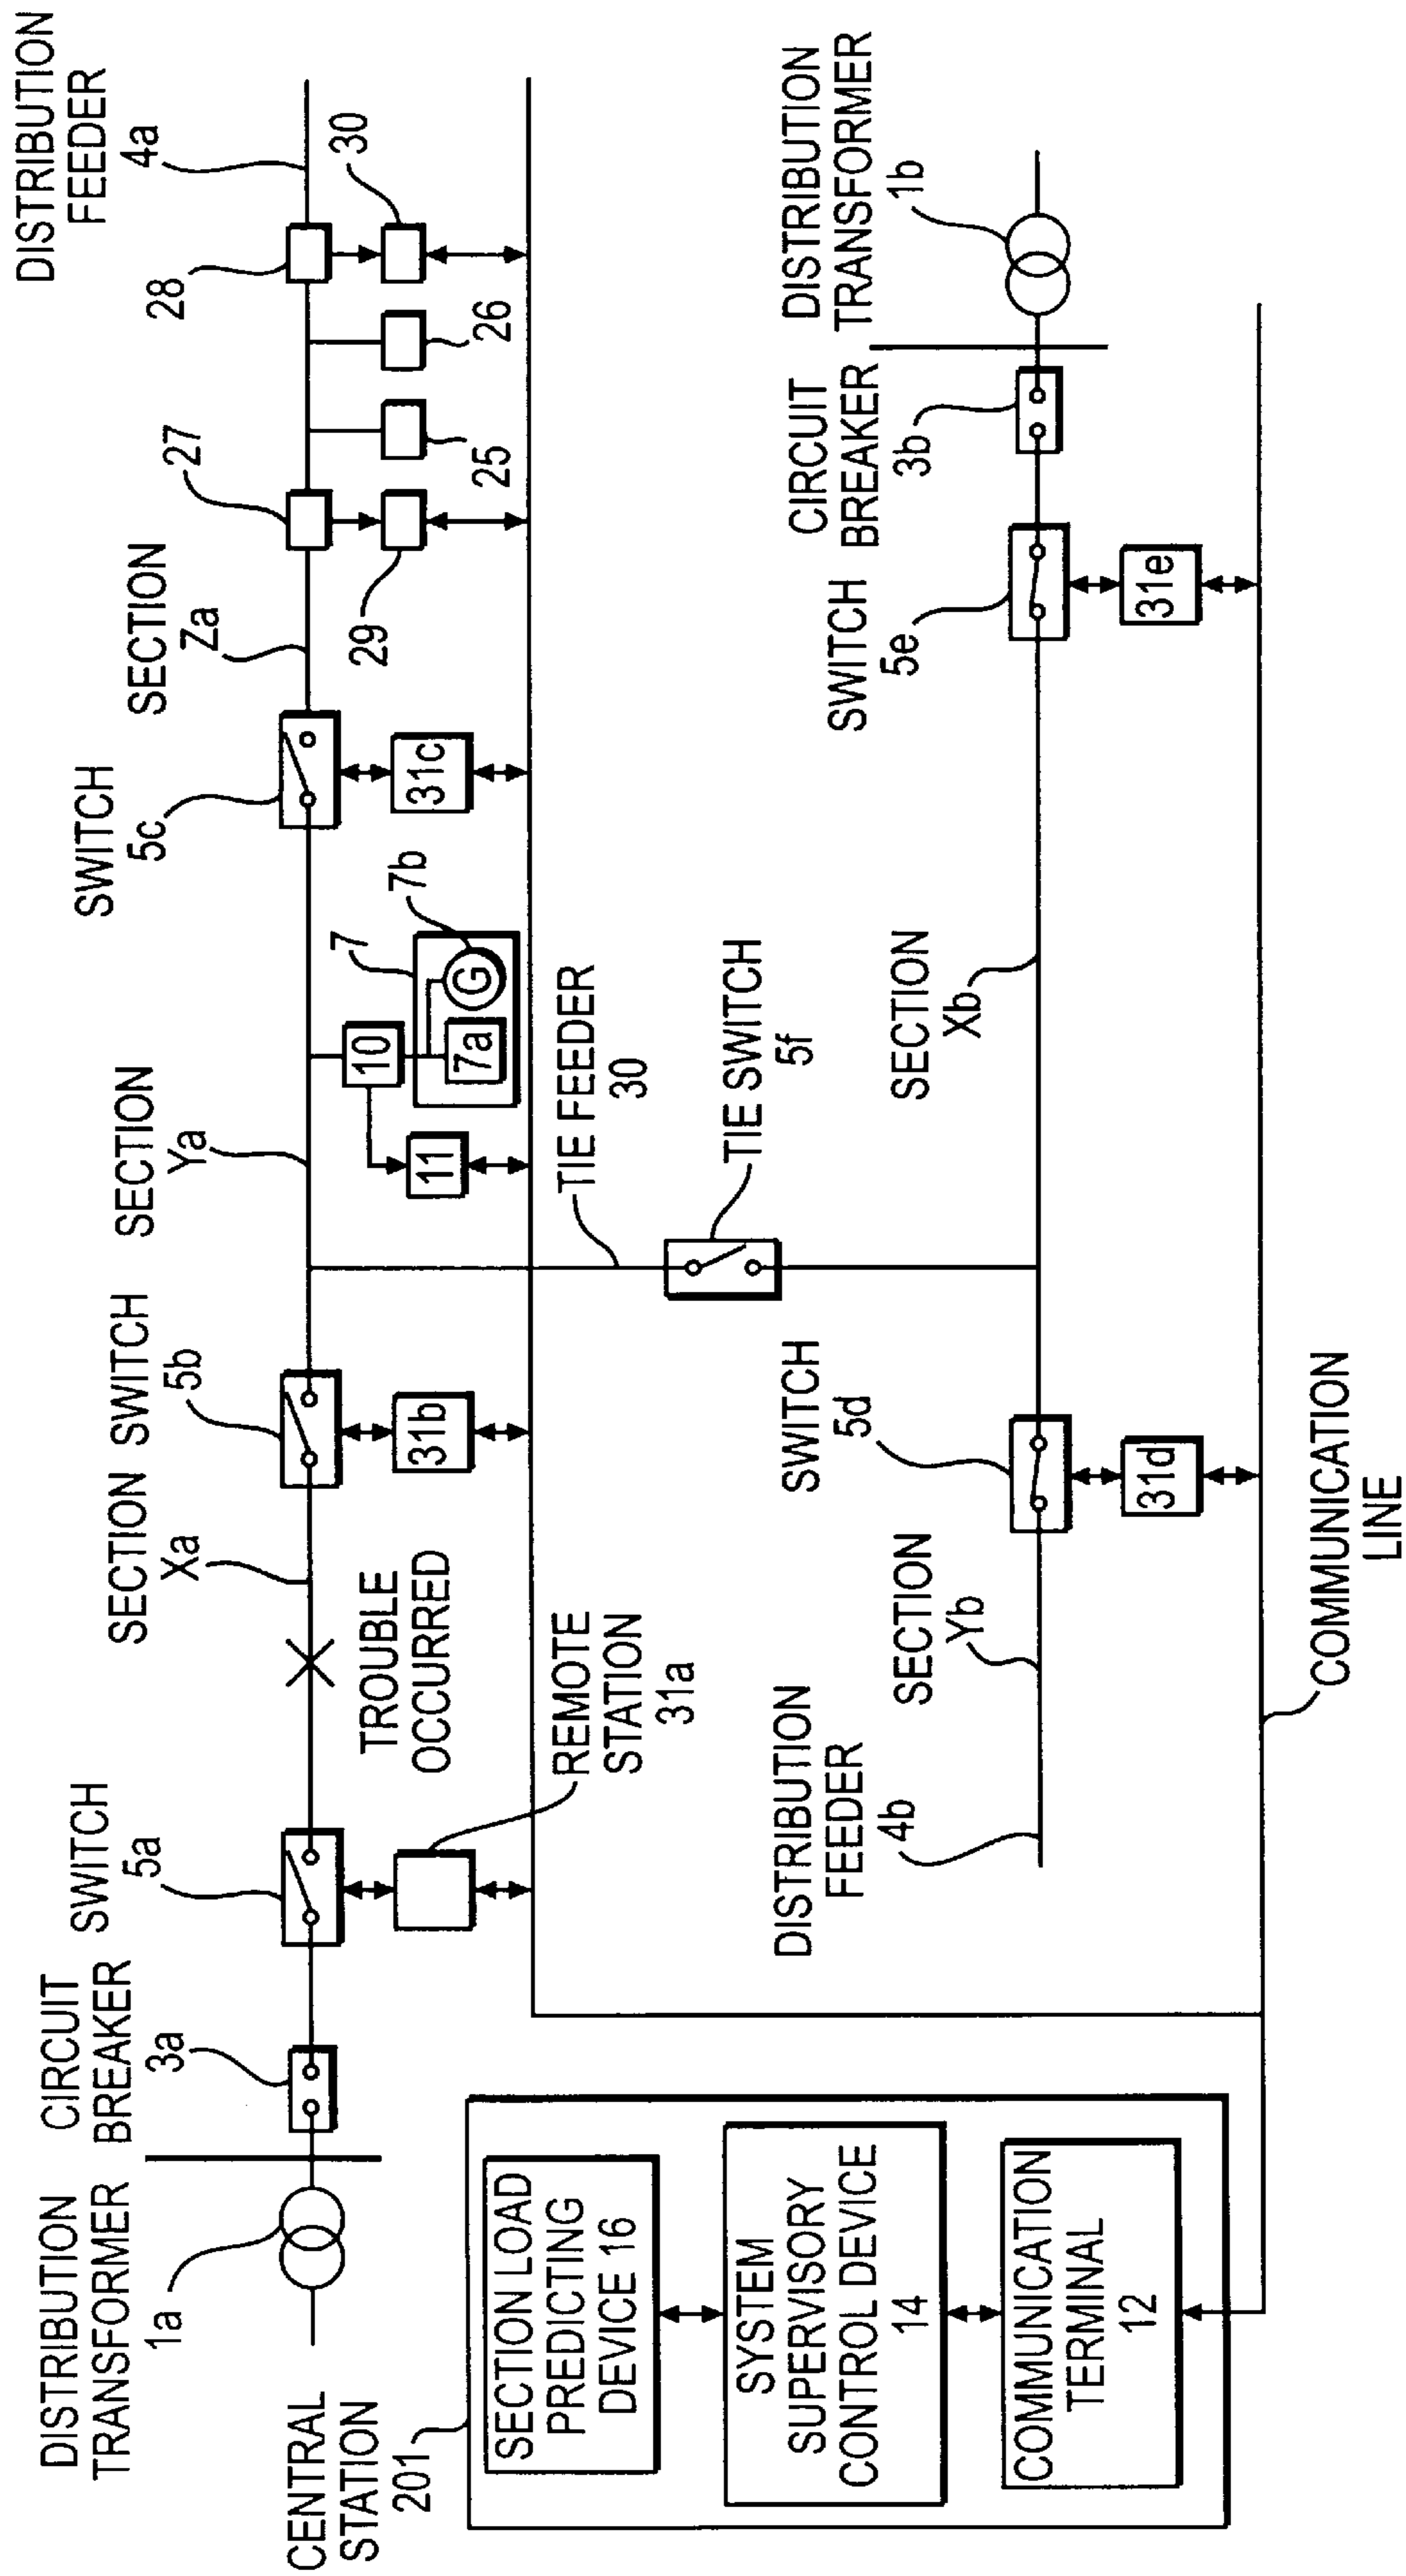 DISTRIBUTION
TRANSFORMER
1a
CIRCUIT
BREAKER
3a
SWITCH
5a
SECTION
Xa
SWITCH
5b
SECTION
Ya
SWITCH
5c
SECTION
Za
27
28
DISTRIBUTION
FEEDER
4a
TROUBLE
OCCURRED
REMOTE
STATION
31a
31b
10
11
7
7a
7b
G
31c
29
25
26
30
TIE FEEDER
30
TIE SWITCH
5f
CENTRAL
STATION
201
SECTION LOAD
PREDICTING
DEVICE 16
SYSTEM
SUPERVISORY
CONTROL DEVICE
14
COMMUNICATION
TERMINAL
12
DISTRIBUTION
FEEDER
4b
SECTION
Yb
SWITCH
5d
31d
SECTION
Xb
SWITCH
5e
31e
CIRCUIT
BREAKER
3b
DISTRIBUTION
TRANSFORMER
1b
COMMUNICATION
LINE